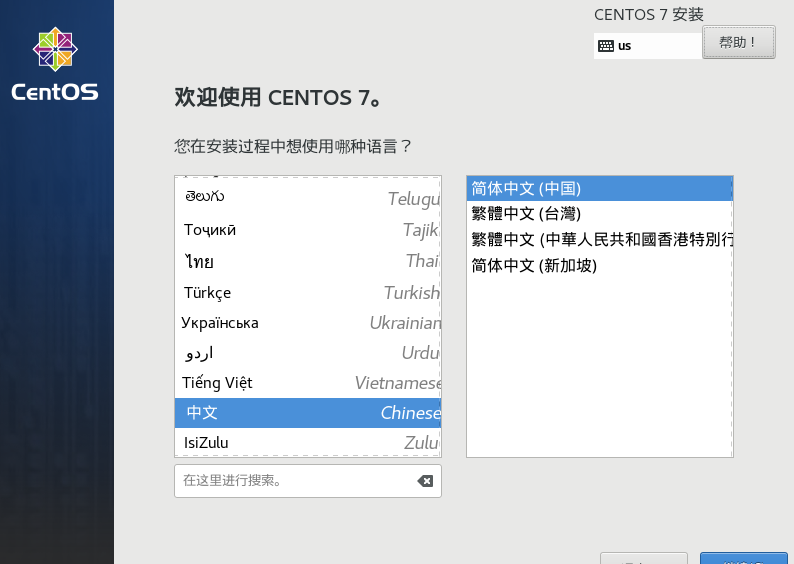 CENTOS 7 安装
us
帮助！
CentOS
欢迎使用 CENTOS 7。
您在安装过程中想使用哪种语言？
తెలుగు Telugu
Тоҷикӣ Tajik
ไทย Thai
Türkçe Turkish
Українська Ukrainian
اردو Urdu
Tiếng Việt Vietnamese
中文 Chinese
IsiZulu Zulu
简体中文 (中国)
繁體中文 (台灣)
繁體中文 (中華人民共和國香港特別行
简体中文 (新加坡)
在这里进行搜索。